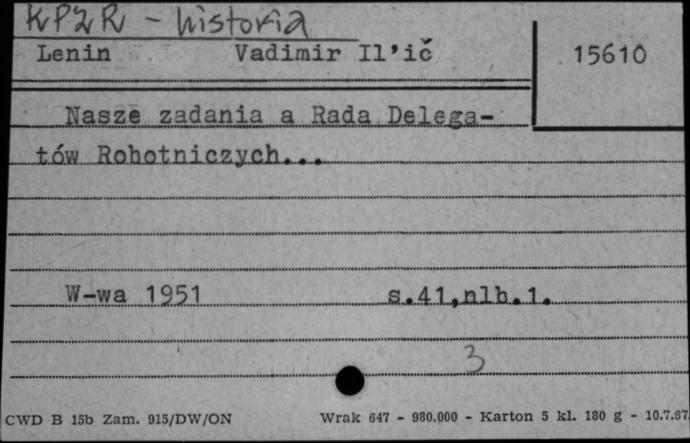 KPZR - historia
Lenin Vadimir Il'ič 15610
Nasze zadania a Rada Delega-
tów Robotniczych...
W-wa 1951 s.41,nlb.1.
3
CWD B 15b Zam. 915/DW/ON Wrak 647 - 980.000 - Karton 5 kl. 180 g - 10.7.67